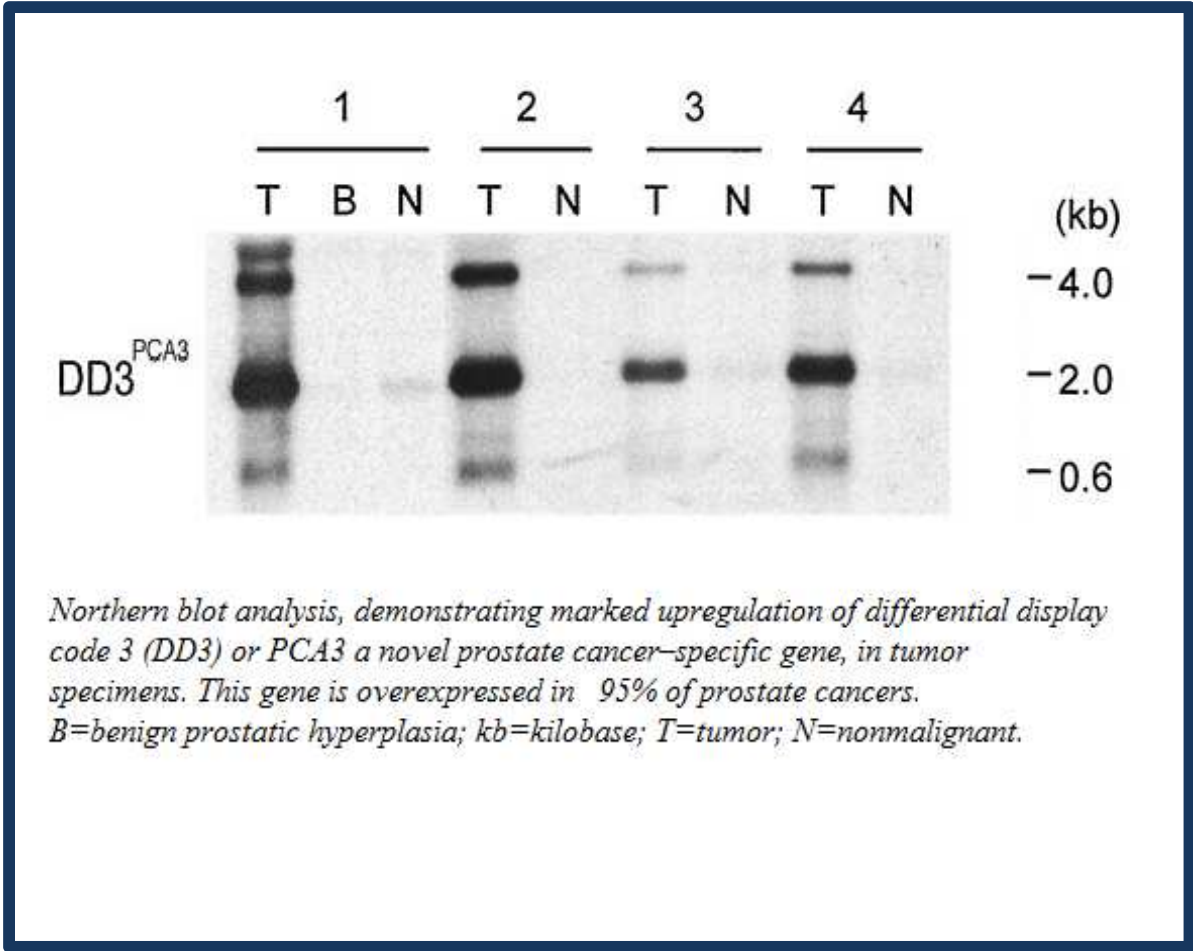 1 2 3 4
T B N T N T N T N (kb)
4.0
DD3PCA3 2.0
0.6
Northern blot analysis, demonstrating marked upregulation of differential display
code 3 (DD3) or PCA3 a novel prostate cancer–specific gene, in tumor
specimens. This gene is overexpressed in 95% of prostate cancers.
B=benign prostatic hyperplasia; kb=kilobase; T=tumor; N=nonmalignant.